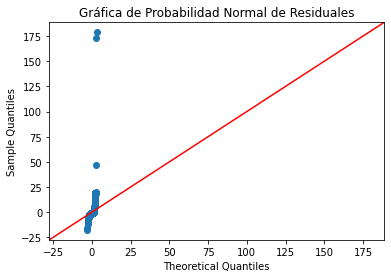 Gráfica de Probabilidad Normal de Residuales
175
150
125
100
75
50
25
0
−25
Sample Quantiles
−25 0 25 50 75 100 125 150 175
Theoretical Quantiles